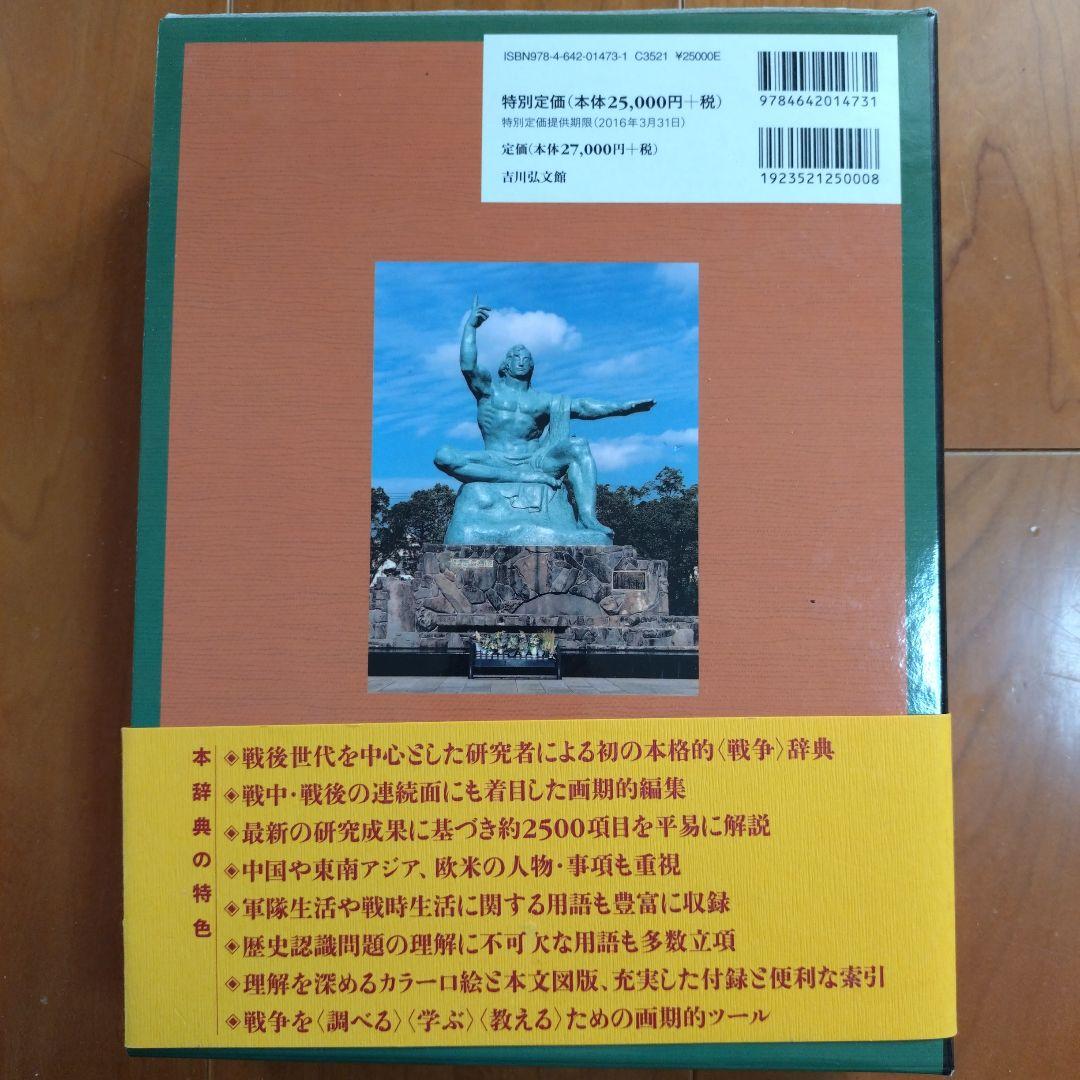 ISBN978-4-642-01473-1 C3521 ¥25000E
特別定価(本体25,000円+税)
特別定価提供期限(2016年3月31日)
定価(本体27,000円+税)
吉川弘文館
9784642014731
1923521250008
本辞典の特色
◈戦後世代を中心とした研究者による初の本格的〈戦争〉辞典
◈戦中・戦後の連続面にも着目した画期的編集
◈最新の研究成果に基づき約2500項目を平易に解説
◈中国や東南アジア、欧米の人物・事項も重視
◈軍隊生活や戦時生活に関する用語も豊富に収録
◈歴史認識問題の理解に不可欠な用語も多数立項
◈理解を深めるカラー口絵と本文図版、充実した付録と便利な索引
◈戦争を〈調べる〉〈学ぶ〉〈教える〉ための画期的ツール